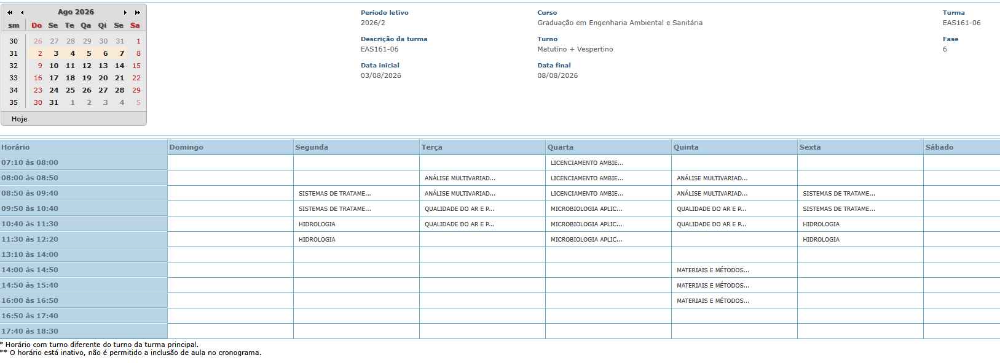 Ago 2026
sm Do Se Te Qa Qi Se Sa
30 26 27 28 29 30 31 1
31 2 3 4 5 6 7 8
32 9 10 11 12 13 14 15
33 16 17 18 19 20 21 22
34 23 24 25 26 27 28 29
35 30 31 1 2 3 4 5
Hoje
Período letivo Curso Turma
2026/2 Graduação em Engenharia Ambiental e Sanitária EAS161-06
Descrição da turma Turno Fase
EAS161-06 Matutino + Vespertino 6
Data inicial Data final
03/08/2026 08/08/2026
Horário Domingo Segunda Terça Quarta Quinta Sexta Sábado
07:10 às 08:00 LICENCIAMENTO AMBIE...
08:00 às 08:50 ANÁLISE MULTIVARIAD... LICENCIAMENTO AMBIE... ANÁLISE MULTIVARIAD...
08:50 às 09:40 SISTEMAS DE TRATAME... ANÁLISE MULTIVARIAD... LICENCIAMENTO AMBIE... ANÁLISE MULTIVARIAD... SISTEMAS DE TRATAME...
09:50 às 10:40 SISTEMAS DE TRATAME... QUALIDADE DO AR E P... MICROBIOLOGIA APLIC... QUALIDADE DO AR E P... SISTEMAS DE TRATAME...
10:40 às 11:30 HIDROLOGIA QUALIDADE DO AR E P... MICROBIOLOGIA APLIC... QUALIDADE DO AR E P... HIDROLOGIA
11:30 às 12:20 HIDROLOGIA MICROBIOLOGIA APLIC... HIDROLOGIA
13:10 às 14:00
14:00 às 14:50 MATERIAIS E MÉTODOS...
14:50 às 15:40 MATERIAIS E MÉTODOS...
16:00 às 16:50 MATERIAIS E MÉTODOS...
16:50 às 17:40
17:40 às 18:30
* Horário com turno diferente do turno da turma principal.
** O horário está inativo, não é permitido a inclusão de aula no cronograma.